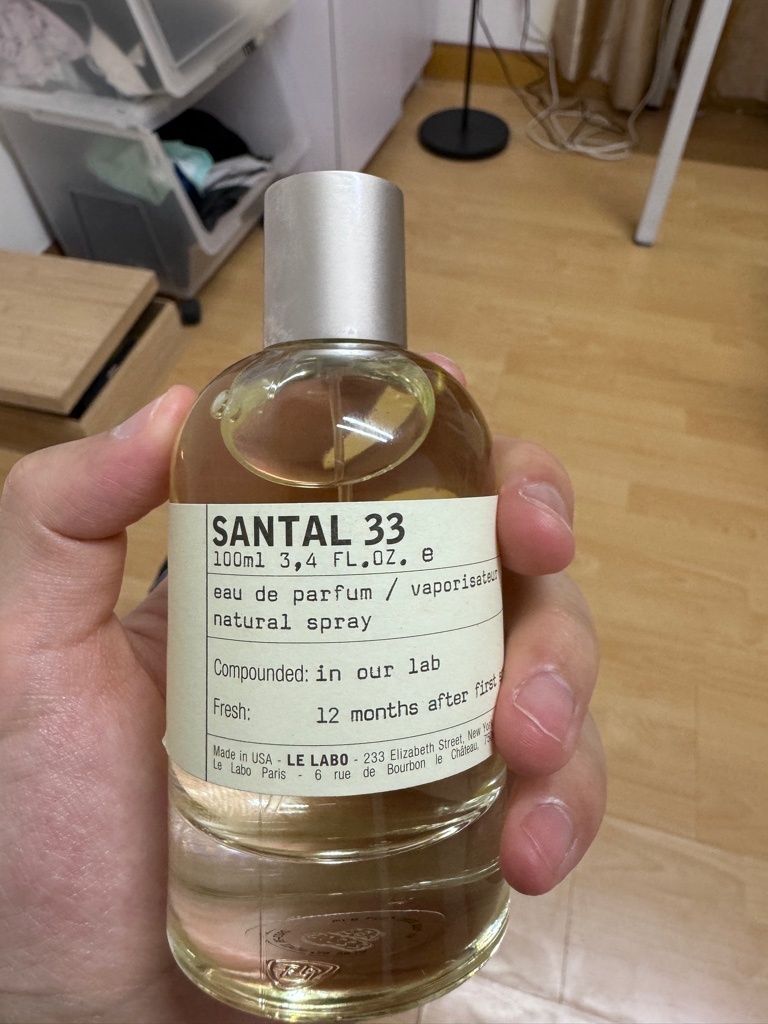 SANTAL 33
100ml 3,4 FL.OZ. e
eau de parfum / vaporisateur
natural spray
Compounded: in our lab
Fresh: 12 months after first
Made in USA - LE LABO - 233 Elizabeth Street, New
Le Labo Paris - 6 rue de Bourbon le Château,